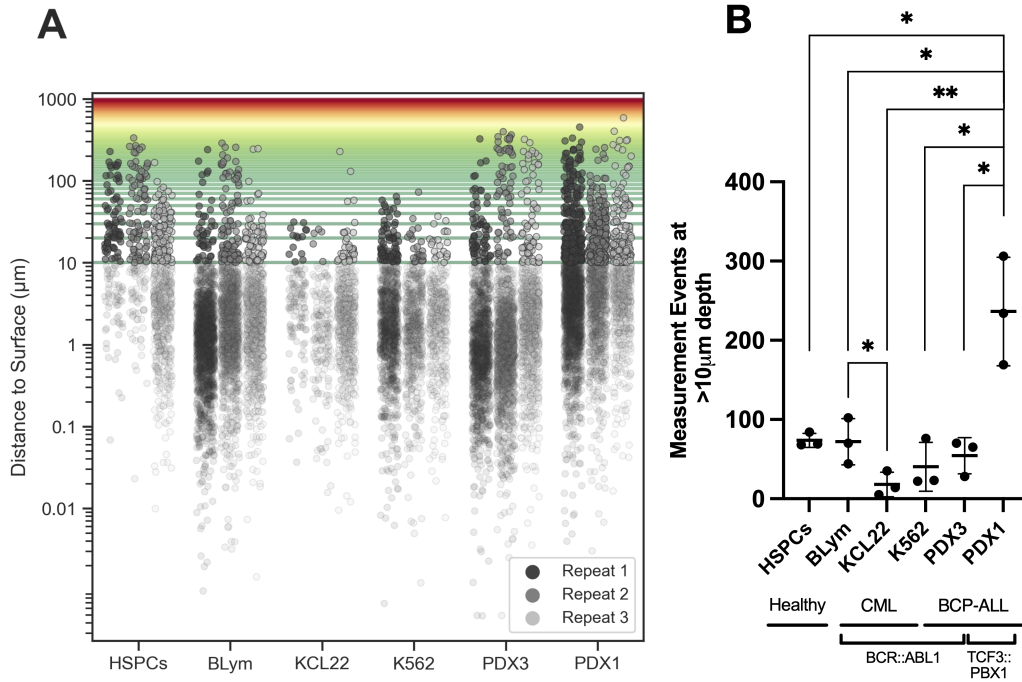 A
Distance to Surface (μm)
1000
100
10
1
0.1
0.01
HSPCs
BLym
KCL22
K562
PDX3
PDX1
Repeat 1
Repeat 2
Repeat 3
B
*
*
**
*
*
*
Measurement Events at
>10μm depth
400
300
200
100
0
HSPCs
BLym
KCL22
K562
PDX3
PDX1
Healthy
CML
BCP-ALL
BCR::ABL1
TCF3::
PBX1